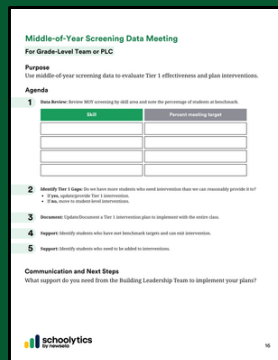 Middle-of-Year Screening Data Meeting
For Grade-Level Team or PLC
Purpose
Use middle-of-year screening data to evaluate Tier 1 effectiveness and plan interventions.
Agenda
1 Data Review: Review MOY screening by skill area and note the percentage of students at benchmark.
Skill Percent meeting target
2 Identify Tier 1 Gaps: Do we have more students who need intervention than we can reasonably provide it to?
• If yes, update/provide Tier 1 intervention.
• If no, move to student-level interventions.
3 Document: Update/Document a Tier 1 intervention plan to implement with the entire class.
4 Support: Identify students who have met benchmark targets and can exit intervention.
5 Support: Identify students who need to be added to interventions.
Communication and Next Steps
What support do you need from the Building Leadership Team to implement your plans?
schoolytics
by newsela
16